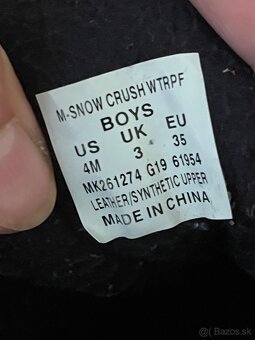 M-SNOW CRUSH WTRPF
BOYS
US UK EU
4M 3 35
MK261274 G19 61954
LEATHER/SYNTHETIC UPPER
MADE IN CHINA
@( Bazos.sk